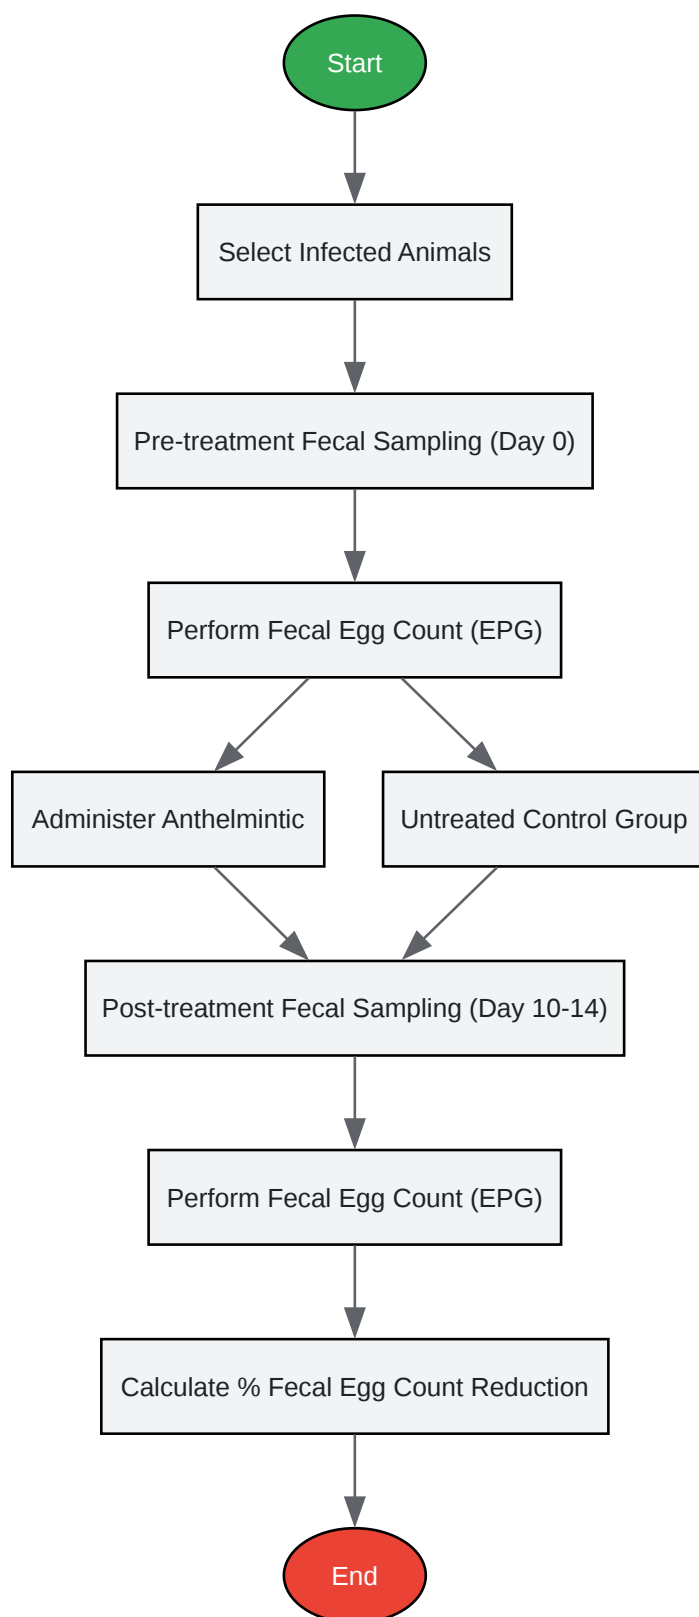 Start
Select Infected Animals
Pre-treatment Fecal Sampling (Day 0)
Perform Fecal Egg Count (EPG)
Administer Anthelmintic
Untreated Control Group
Post-treatment Fecal Sampling (Day 10-14)
Perform Fecal Egg Count (EPG)
Calculate % Fecal Egg Count Reduction
End